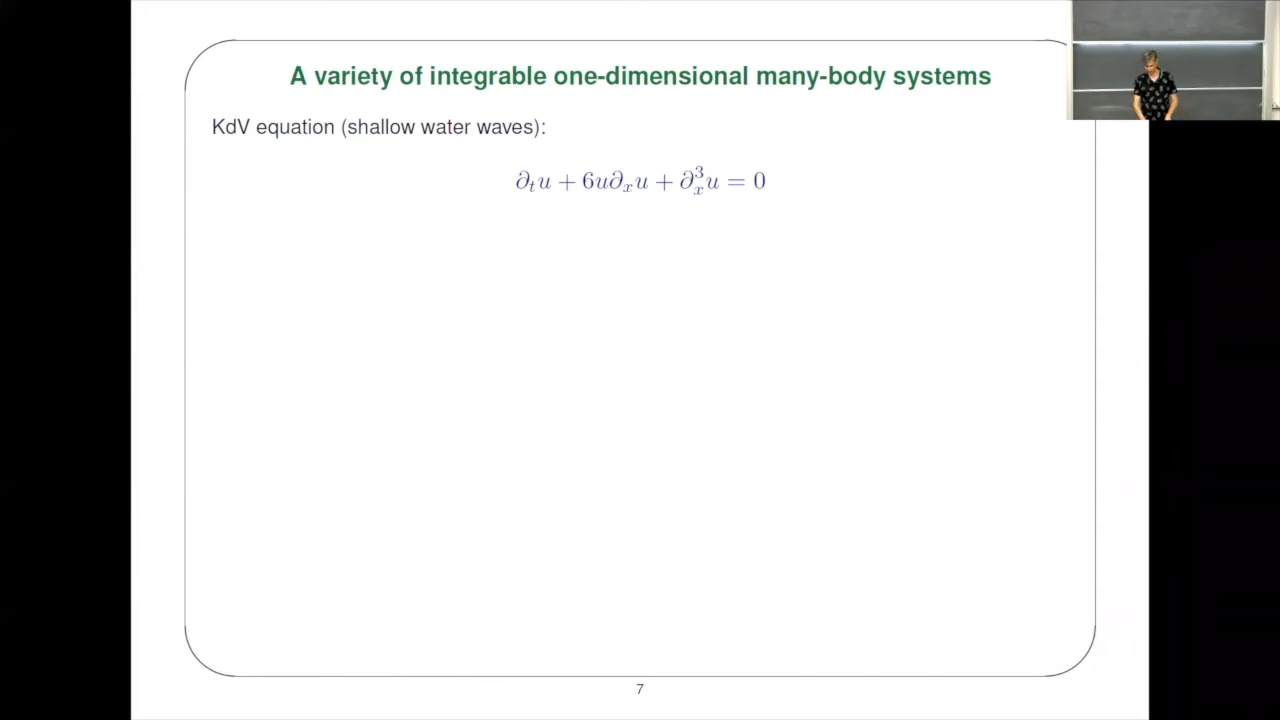 A variety of integrable one-dimensional many-body systems
KdV equation (shallow water waves):
∂ₜu + 6u∂ₓu + ∂ₓ³u = 0
7